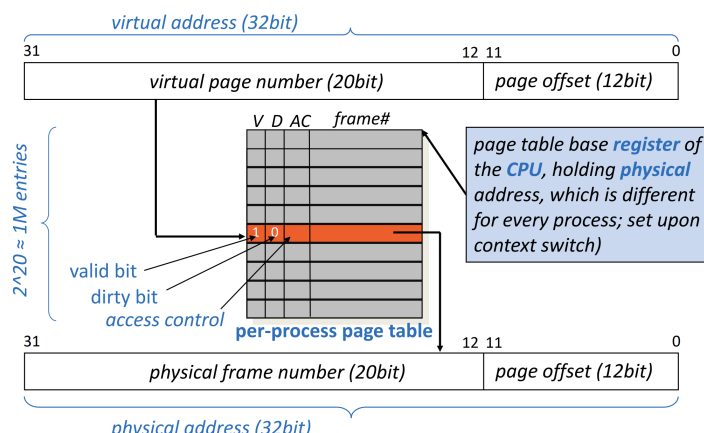 virtual address (32bit)
31 12 11 0
virtual page number (20bit) page offset (12bit)
V D AC frame#
page table base register of
the CPU, holding physical
address, which is different
for every process; set upon
context switch)
2^20 ≈ 1M entries
1 0
valid bit
dirty bit
access control
per-process page table
31 12 11 0
physical frame number (20bit) page offset (12bit)
physical address (32bit)